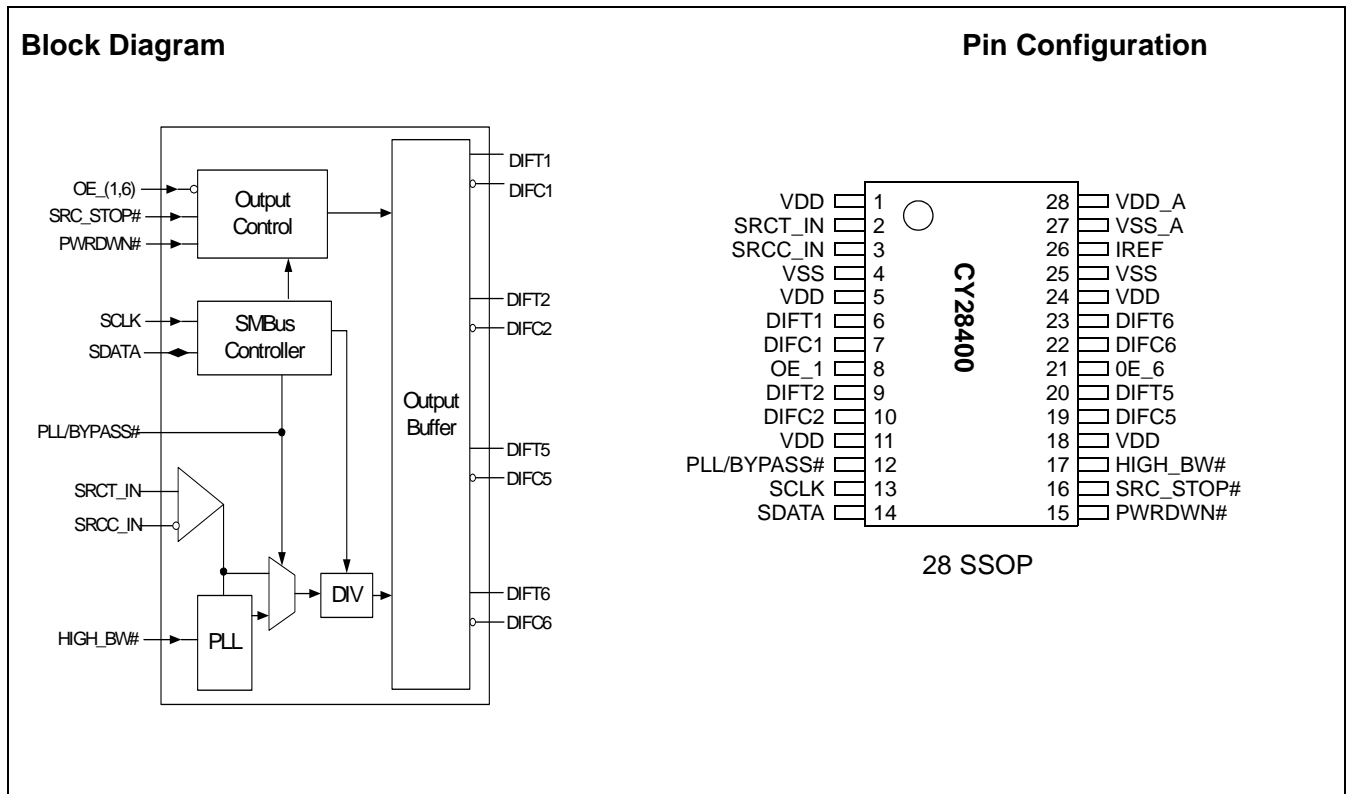 Block Diagram
Pin Configuration
OE_(1,6)
SRC_STOP#
PWRDWN#
SCLK
SDATA
PLL/BYPASS#
SRCT_IN
SRCC_IN
HIGH_BW#
Output
Control
SMBus
Controller
PLL
DIV
Output
Buffer
DIFT1
DIFC1
DIFT2
DIFC2
DIFT5
DIFC5
DIFT6
DIFC6
VDD 1
SRCT_IN 2
SRCC_IN 3
VSS 4
VDD 5
DIFT1 6
DIFC1 7
OE_1 8
DIFT2 9
DIFC2 10
VDD 11
PLL/BYPASS# 12
SCLK 13
SDATA 14
CY28400
28 VDD_A
27 VSS_A
26 IREF
25 VSS
24 VDD
23 DIFT6
22 DIFC6
21 0E_6
20 DIFT5
19 DIFC5
18 VDD
17 HIGH_BW#
16 SRC_STOP#
15 PWRDWN#
28 SSOP